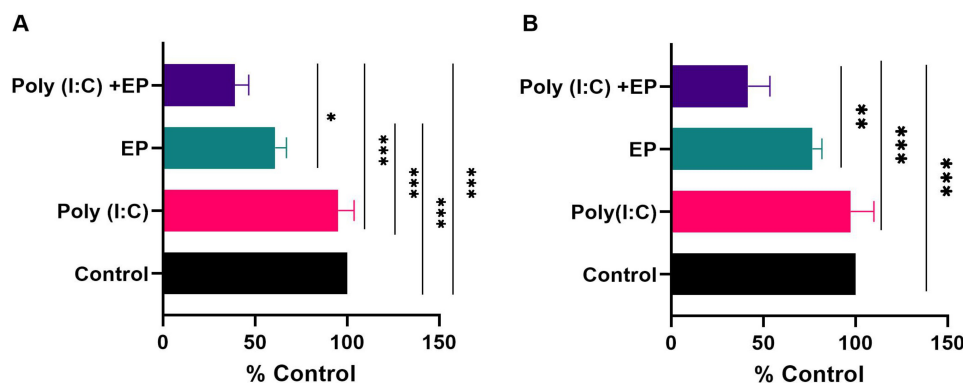 A
Poly (I:C) +EP
EP
Poly (I:C)
Control
*
***
***
***
***
0 50 100 150
% Control
B
Poly (I:C) +EP
EP
Poly(I:C)
Control
**
***
***
0 50 100 150
% Control